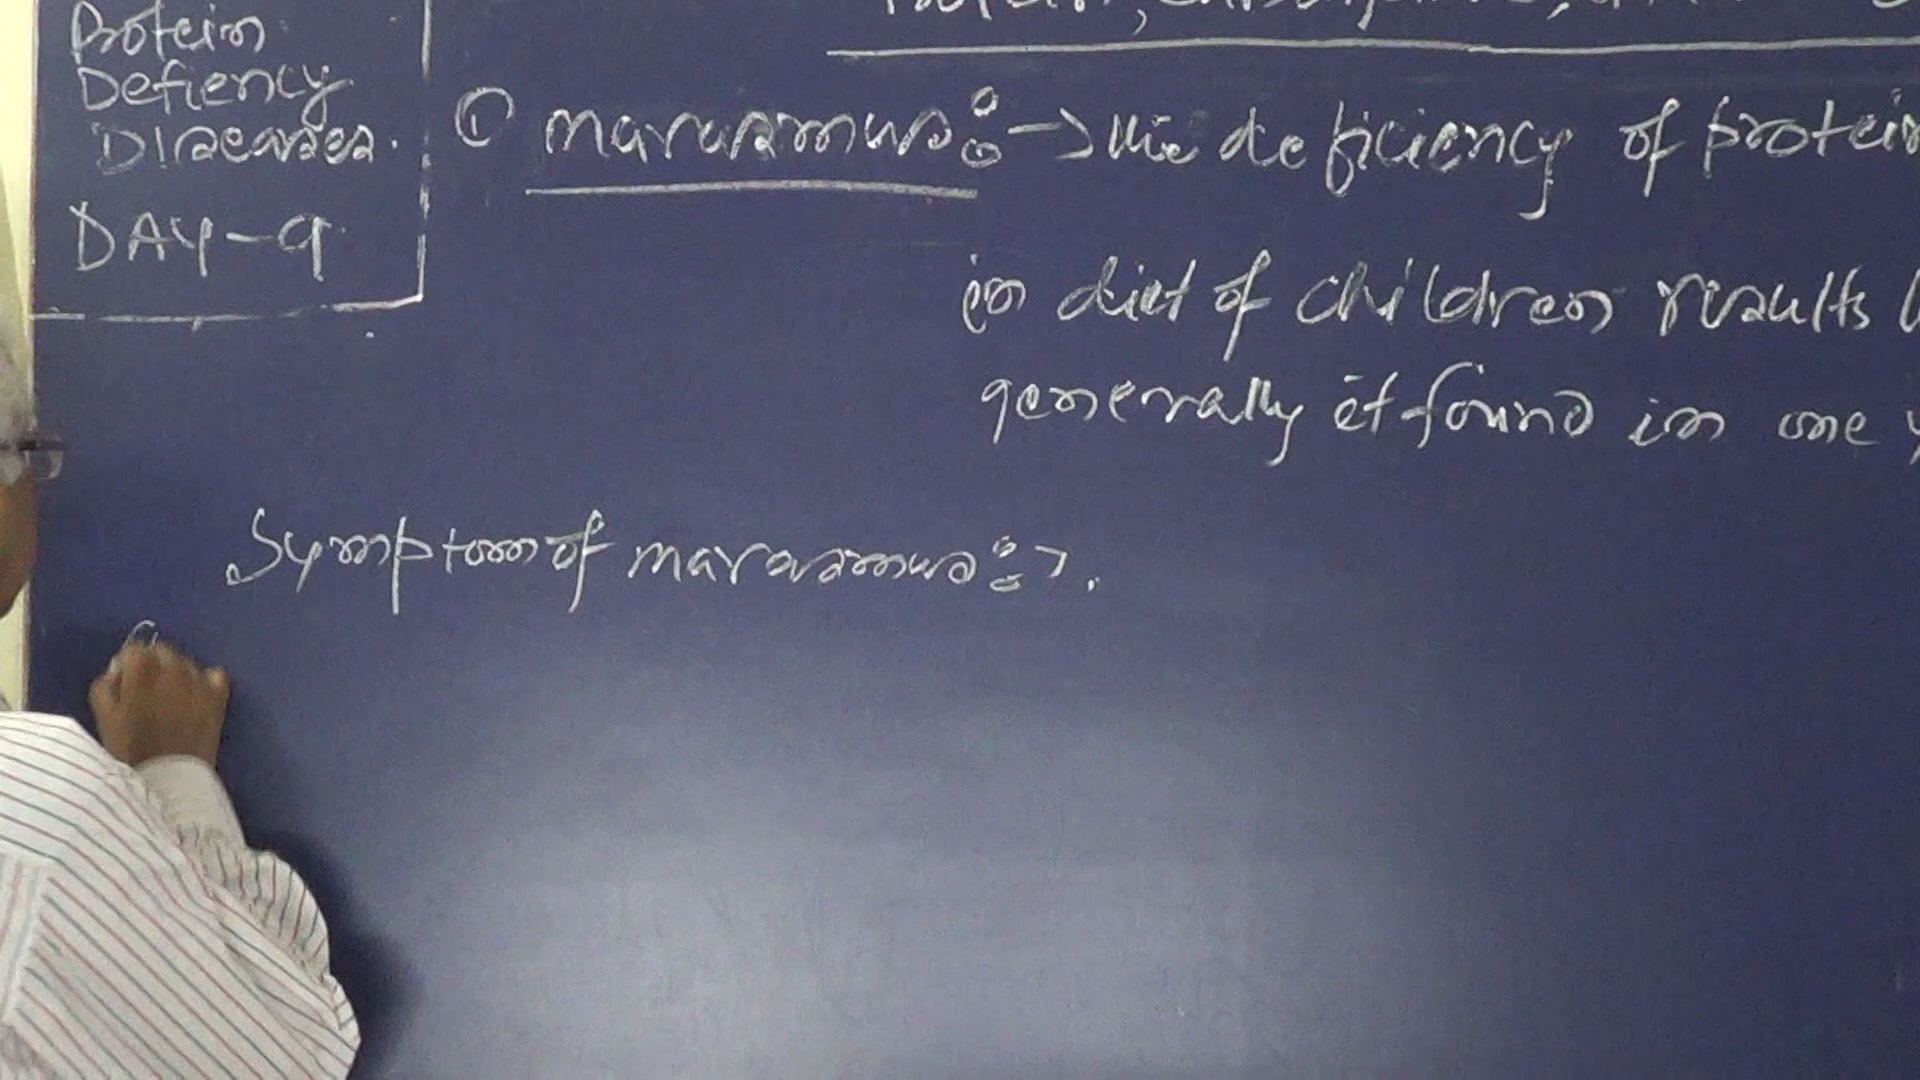 Protein
Defiency
Diseases.
DAY-9
① marasmus:→ the deficiency of protein
in diet of children results
generally it found in one
Symptom of marasmus:>.